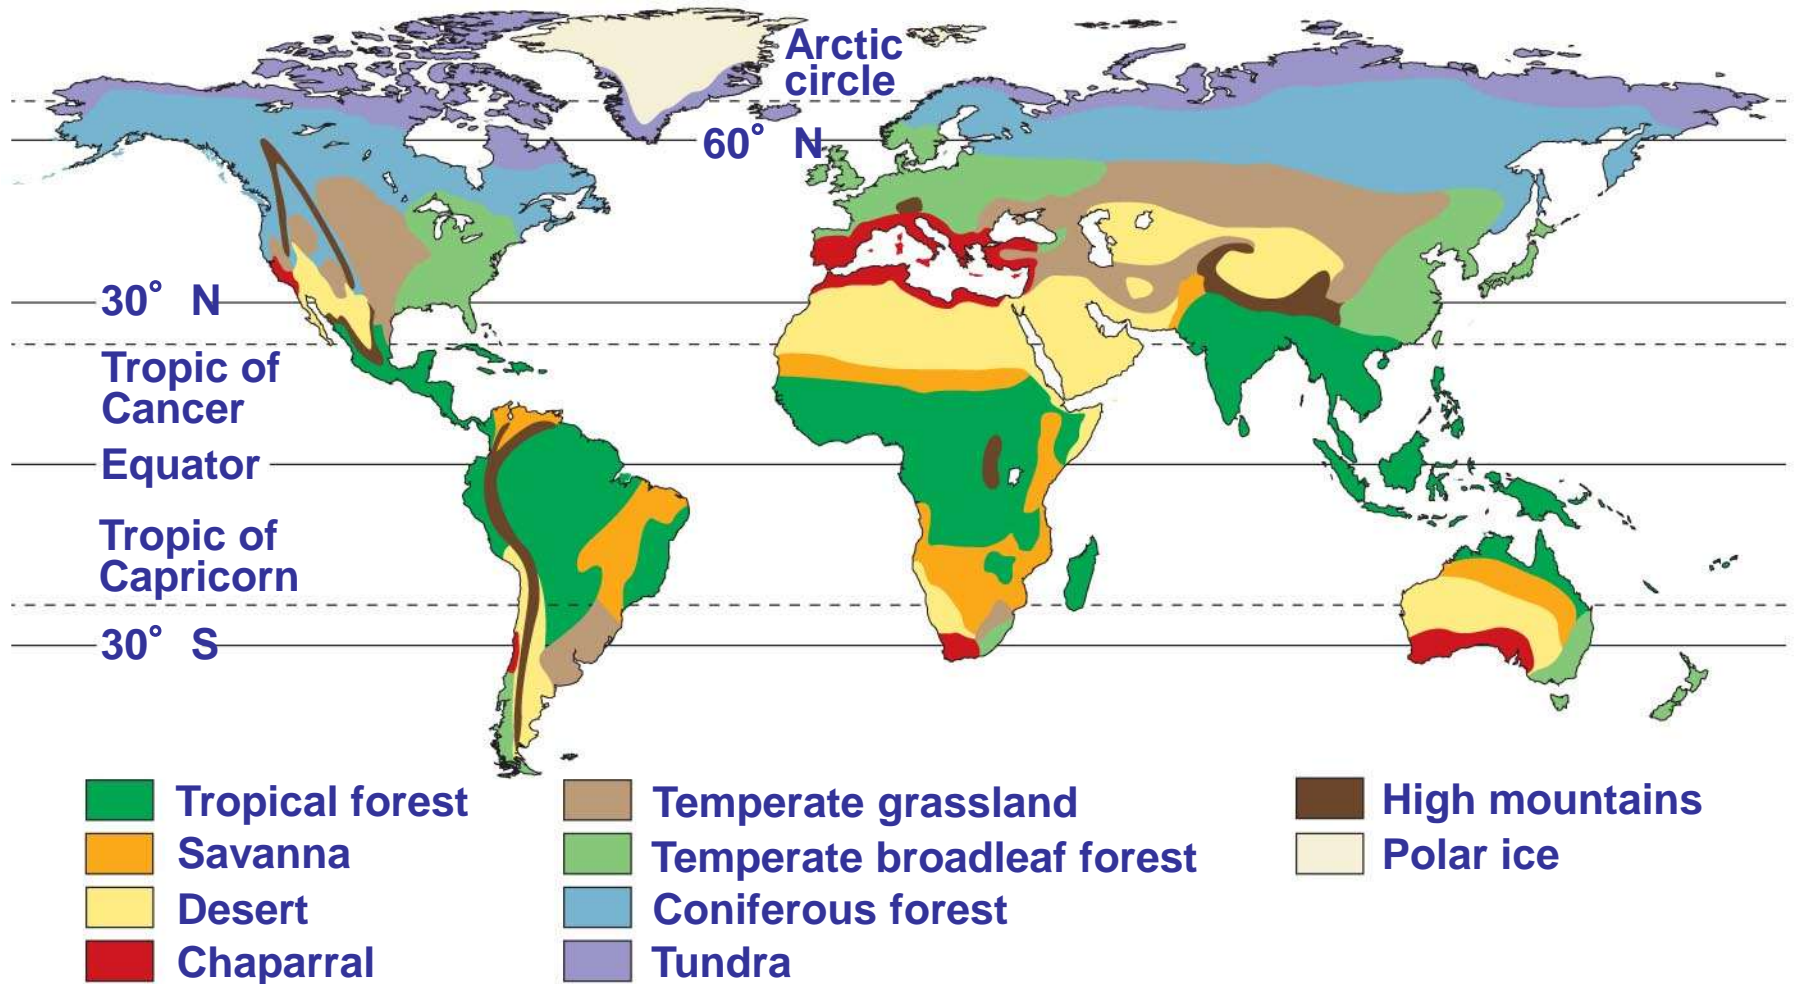 Arctic
circle
60° N
30° N
Tropic of
Cancer
Equator
Tropic of
Capricorn
30° S
Tropical forest
Savanna
Desert
Chaparral
Temperate grassland
Temperate broadleaf forest
Coniferous forest
Tundra
High mountains
Polar ice